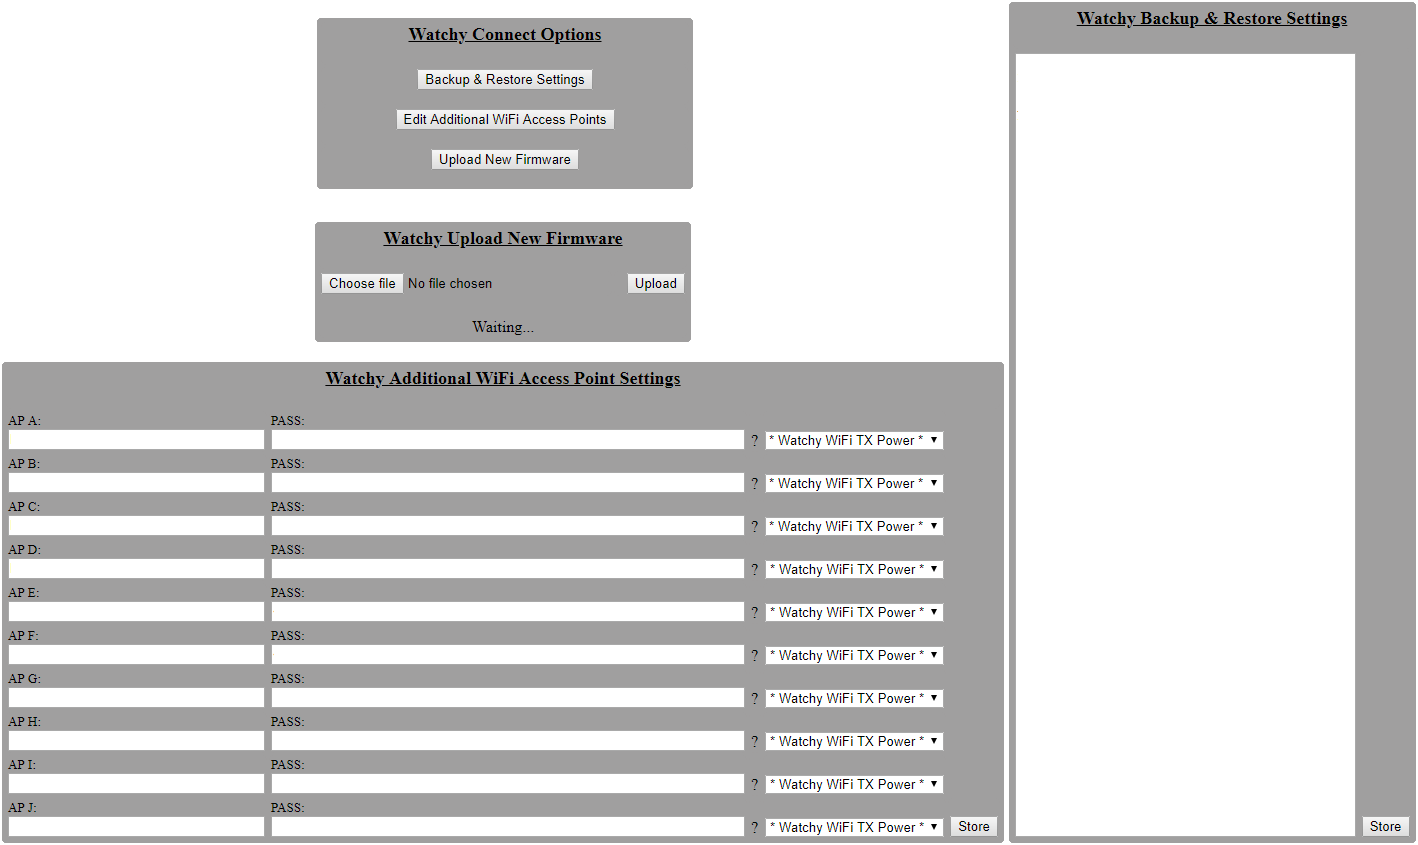 Watchy Connect Options
Backup & Restore Settings
Edit Additional WiFi Access Points
Upload New Firmware
Watchy Upload New Firmware
Choose file No file chosen Upload
Waiting...
Watchy Additional WiFi Access Point Settings
AP A: PASS:
? * Watchy WiFi TX Power *
AP B: PASS:
? * Watchy WiFi TX Power *
AP C: PASS:
? * Watchy WiFi TX Power *
AP D: PASS:
? * Watchy WiFi TX Power *
AP E: PASS:
? * Watchy WiFi TX Power *
AP F: PASS:
? * Watchy WiFi TX Power *
AP G: PASS:
? * Watchy WiFi TX Power *
AP H: PASS:
? * Watchy WiFi TX Power *
AP I: PASS:
? * Watchy WiFi TX Power *
AP J: PASS:
? * Watchy WiFi TX Power * Store
Watchy Backup & Restore Settings
Store